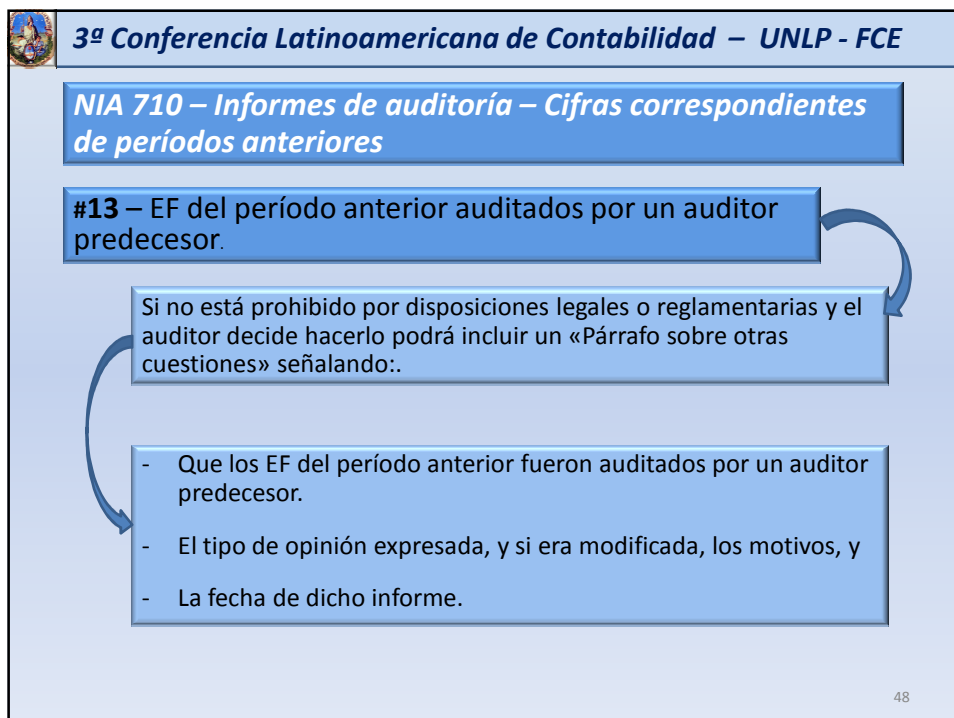 3ª Conferencia Latinoamericana de Contabilidad – UNLP - FCE
NIA 710 – Informes de auditoría – Cifras correspondientes
de períodos anteriores
#13 – EF del período anterior auditados por un auditor
predecesor.
Si no está prohibido por disposiciones legales o reglamentarias y el
auditor decide hacerlo podrá incluir un «Párrafo sobre otras
cuestiones» señalando:.
- Que los EF del período anterior fueron auditados por un auditor
predecesor.
- El tipo de opinión expresada, y si era modificada, los motivos, y
- La fecha de dicho informe.
48